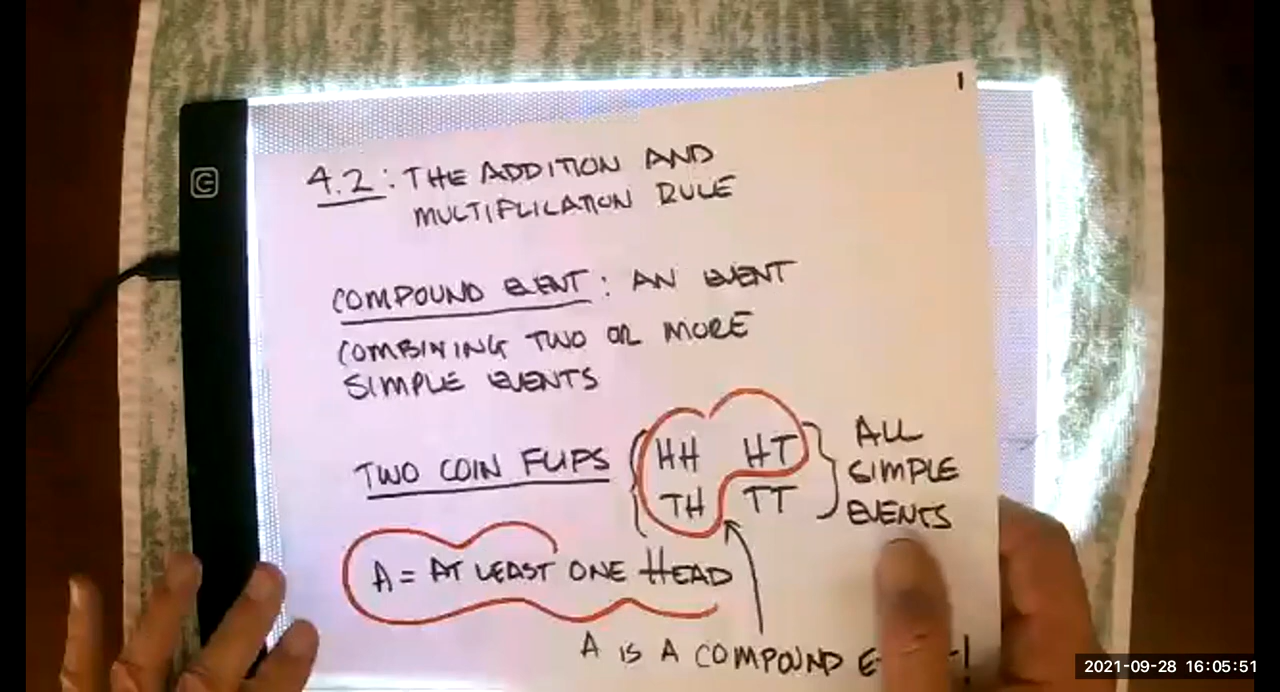 1
4.2: THE ADDITION AND
MULTIPLICATION RULE
COMPOUND EVENT: AN EVENT
COMBINING TWO OR MORE
SIMPLE EVENTS
TWO COIN FLIPS { HH HT } ALL
TH TT SIMPLE
EVENTS
A = AT LEAST ONE HEAD
A IS A COMPOUND !
2021-09-28 16:05:51